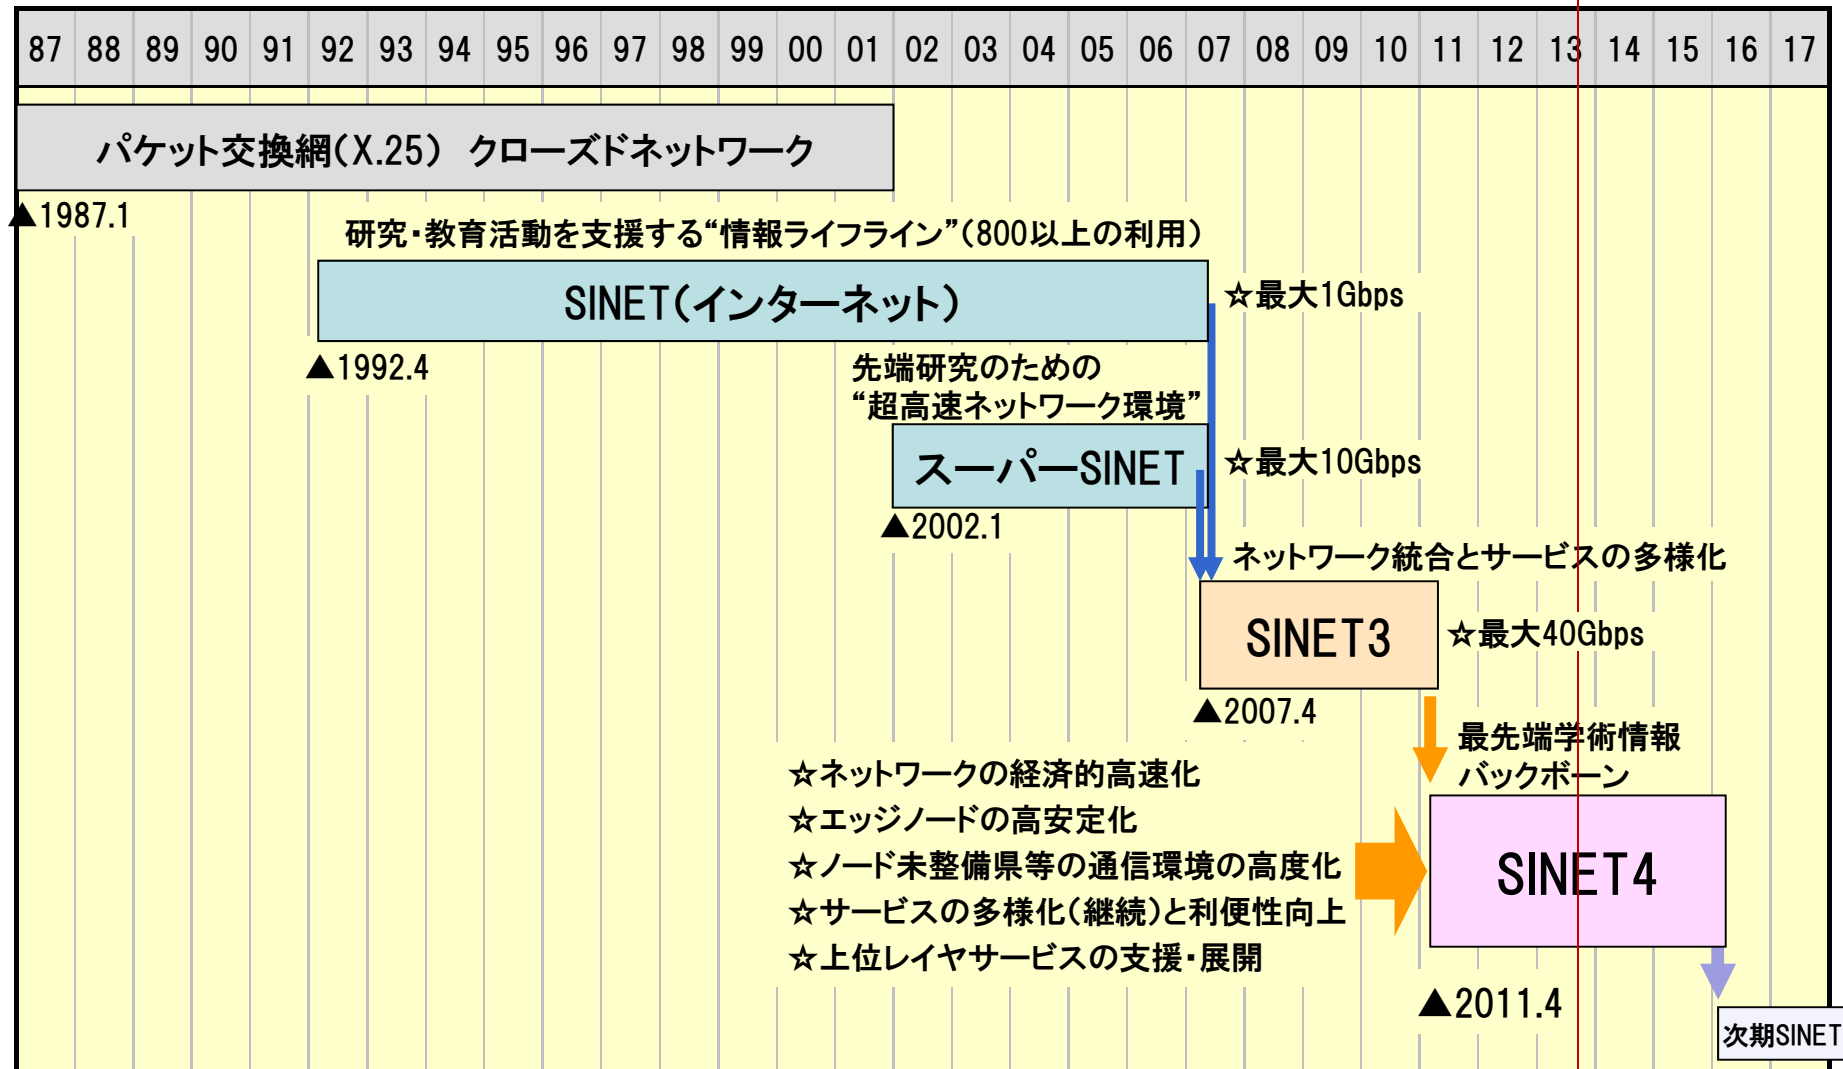 87 88 89 90 91 92 93 94 95 96 97 98 99 00 01 02 03 04 05 06 07 08 09 10 11 12 13 14 15 16 17
パケット交換網(X.25) クローズドネットワーク
▲1987.1
研究・教育活動を支援する“情報ライフライン”(800以上の利用)
SINET(インターネット)
☆最大1Gbps
▲1992.4
先端研究のための
“超高速ネットワーク環境”
スーパーSINET
☆最大10Gbps
▲2002.1
ネットワーク統合とサービスの多様化
SINET3
☆最大40Gbps
▲2007.4
最先端学術情報
バックボーン
☆ネットワークの経済的高速化
☆エッジノードの高安定化
☆ノード未整備県等の通信環境の高度化
☆サービスの多様化(継続)と利便性向上
☆上位レイヤサービスの支援・展開
SINET4
▲2011.4
次期SINET